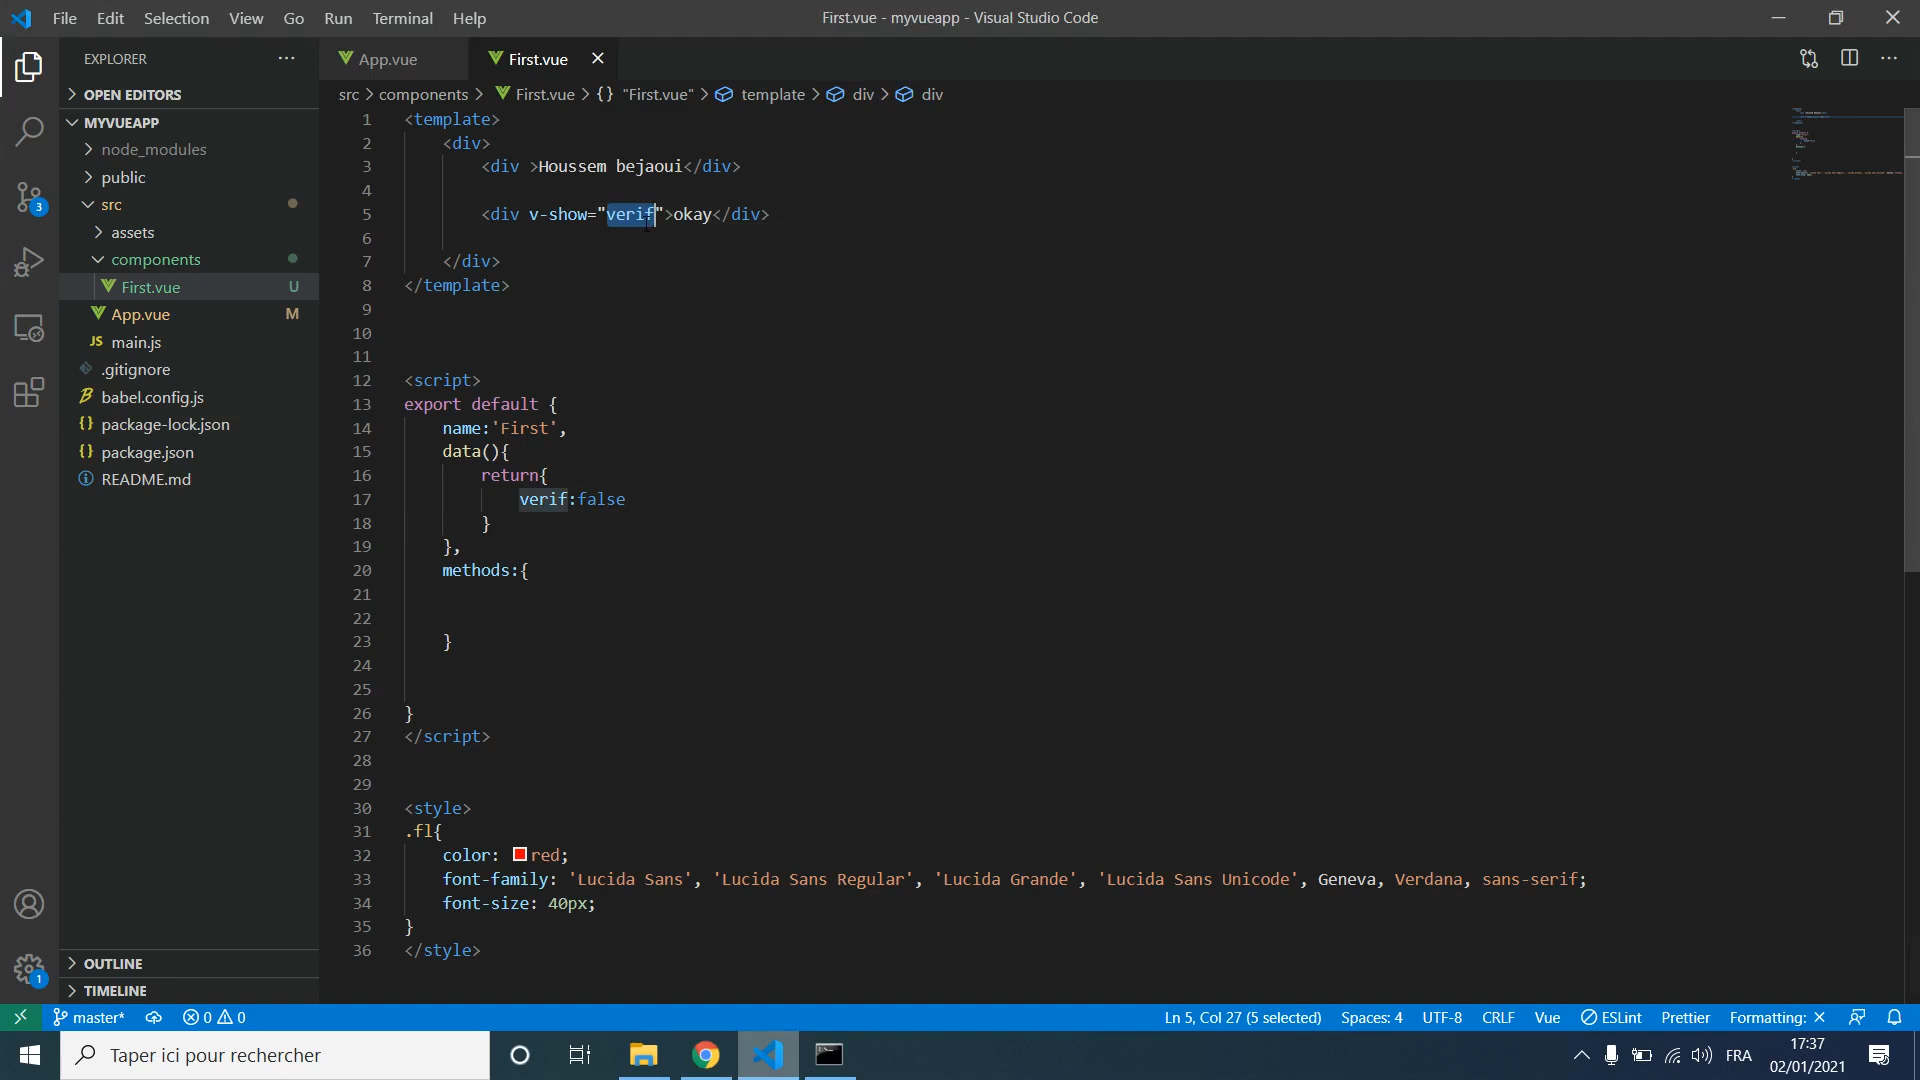 File Edit Selection View Go Run Terminal Help
First.vue - myvueapp - Visual Studio Code
EXPLORER
OPEN EDITORS
MYVUEAPP
node_modules
public
src
assets
components
First.vue U
App.vue M
JS main.js
.gitignore
babel.config.js
{} package-lock.json
{} package.json
README.md
OUTLINE
TIMELINE
3
1
App.vue
First.vue
src > components > First.vue > {} "First.vue" > template > div > div
1 <template>
2 <div>
3 <div >Houssem bejaoui</div>
4
5 <div v-show="verif">okay</div>
6
7 </div>
8 </template>
9
10
11
12 <script>
13 export default {
14 name:'First',
15 data(){
16 return{
17 verif:false
18 }
19 },
20 methods:{
21
22
23 }
24
25
26 }
27 </script>
28
29
30 <style>
31 .fl{
32 color: red;
33 font-family: 'Lucida Sans', 'Lucida Sans Regular', 'Lucida Grande', 'Lucida Sans Unicode', Geneva, Verdana, sans-serif;
34 font-size: 40px;
35 }
36 </style>
master* 0 0
Ln 5, Col 27 (5 selected) Spaces: 4 UTF-8 CRLF Vue ESLint Prettier Formatting: ×
Taper ici pour rechercher
FRA
17:37
02/01/2021